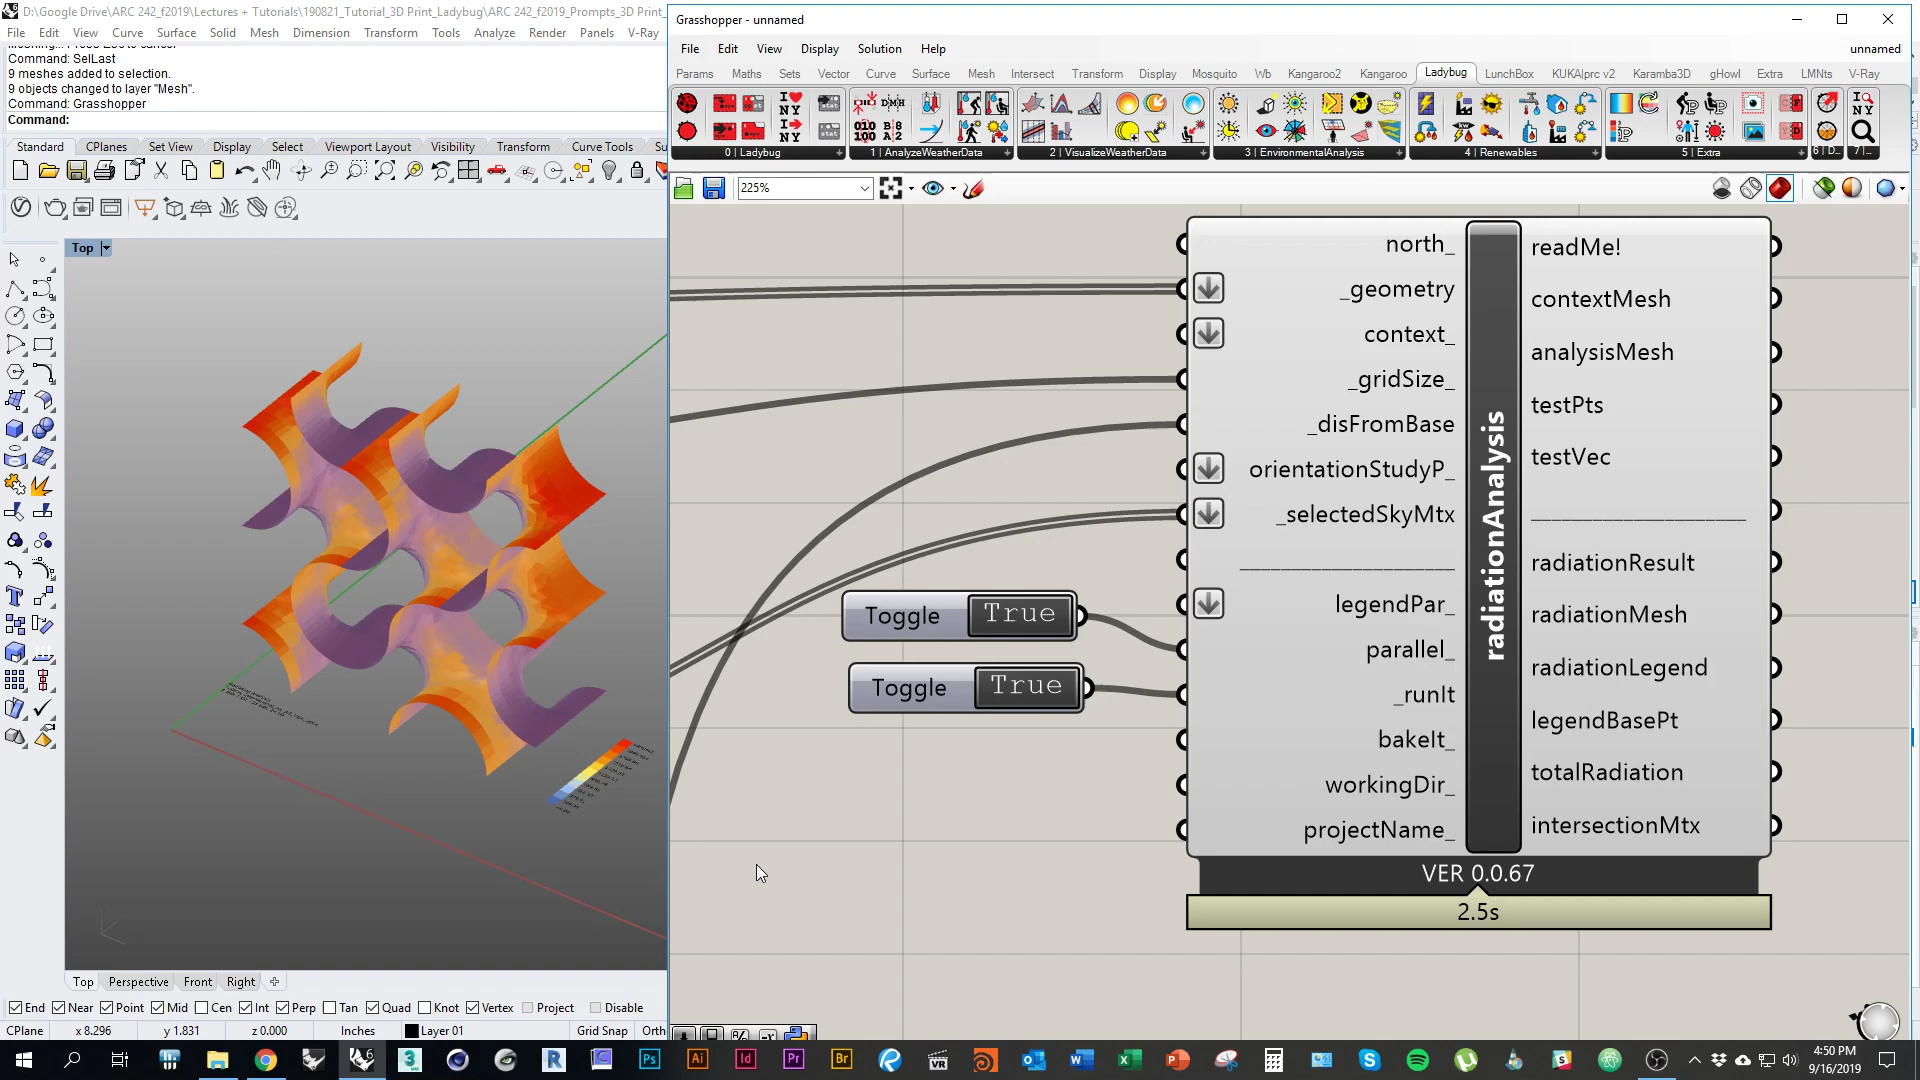 D:\Google Drive\ARC 242_f2019\Lectures + Tutorials\190821_Tutorial_3D Print_Ladybug\ARC 242_f2019_Prompts_3D Print_
File Edit View Curve Surface Solid Mesh Dimension Transform Tools Analyze Render Panels V-Ray
Command: SelLast
9 meshes added to selection.
9 objects changed to layer "Mesh".
Command: Grasshopper
Command:
Standard CPlanes Set View Display Select Viewport Layout Visibility Transform Curve Tools Su
Top
Top Perspective Front Right
End Near Point Mid Cen Int Perp Tan Quad Knot Vertex Project Disable
CPlane x 8.296 y 1.831 z 0.000 Inches Layer 01 Grid Snap Orth
Grasshopper - unnamed
File Edit View Display Solution Help unnamed
Params Maths Sets Vector Curve Surface Mesh Intersect Transform Display Mosquito Wb Kangaroo2 Kangaroo Ladybug LunchBox KUKA|prc v2 Karamba3D gHowl Extra LMNts V-Ray
0 | Ladybug 1 | AnalyzeWeatherData 2 | VisualizeWeatherData 3 | EnvironmentalAnalysis 4 | Renewables 5 | Extra 6 | D... 7 |...
225%
north_
_geometry
context_
_gridSize_
_disFromBase
orientationStudyP_
_selectedSkyMtx
legendPar_
parallel_
_runIt
bakeIt_
workingDir_
projectName_
radiationAnalysis
readMe!
contextMesh
analysisMesh
testPts
testVec
radiationResult
radiationMesh
radiationLegend
legendBasePt
totalRadiation
intersectionMtx
Toggle True
Toggle True
VER 0.0.67
2.5s
4:50 PM
9/16/2019